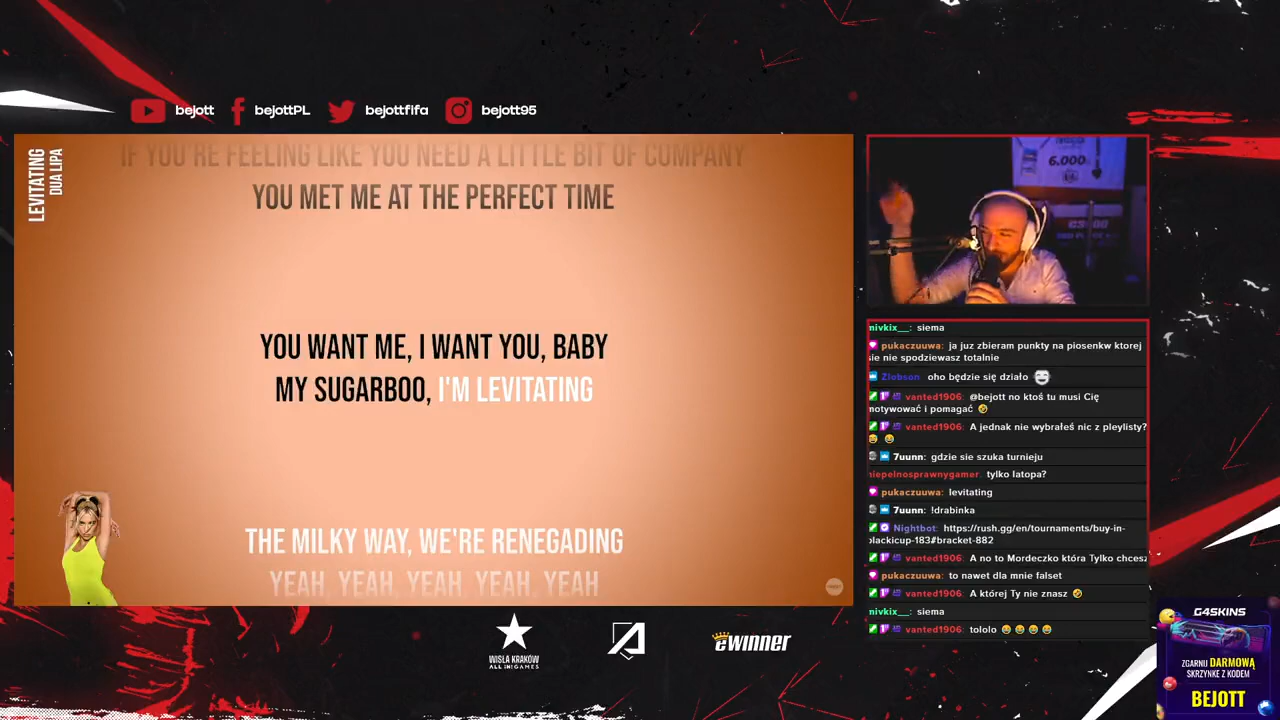 bejott
bejottPL
bejottfifa
bejott95
LEVITATING
DUA LIPA
IF YOU'RE FEELING LIKE YOU NEED A LITTLE BIT OF COMPANY
YOU MET ME AT THE PERFECT TIME
YOU WANT ME, I WANT YOU, BABY
MY SUGARBOO, I'M LEVITATING
THE MILKY WAY, WE'RE RENEGADING
YEAH, YEAH, YEAH, YEAH, YEAH
6.000
mivkix__: siema
pukaczuuwa: ja juz zbieram punkty na piosenkw ktorej
sie nie spodziewasz totalnie
Zlobson oho będzie się działo
vanted1906: @bejott no ktoś tu musi Cię
motywować i pomagać
vanted1906: A jednak nie wybrałeś nic z pleylisty?
7uunn: gdzie sie szuka turnieju
niepelnosprawnygamer: tylko latopa?
pukaczuuwa: levitating
7uunn: !drabinka
Nightbot: https://rush.gg/en/tournaments/buy-in-
blackicup-183#bracket-882
vanted1906: A no to Mordeczko która Tylko chcesz
pukaczuuwa: to nawet dla mnie falset
vanted1906: A której Ty nie znasz
mivkix__: siema
vanted1906: tololo
WISŁA KRAKÓW
ALL IN! GAMES
eWINNER
G4SKINS
ZGARNIJ DARMOWĄ
SKRZYNKE Z KODEM
BEJOTT